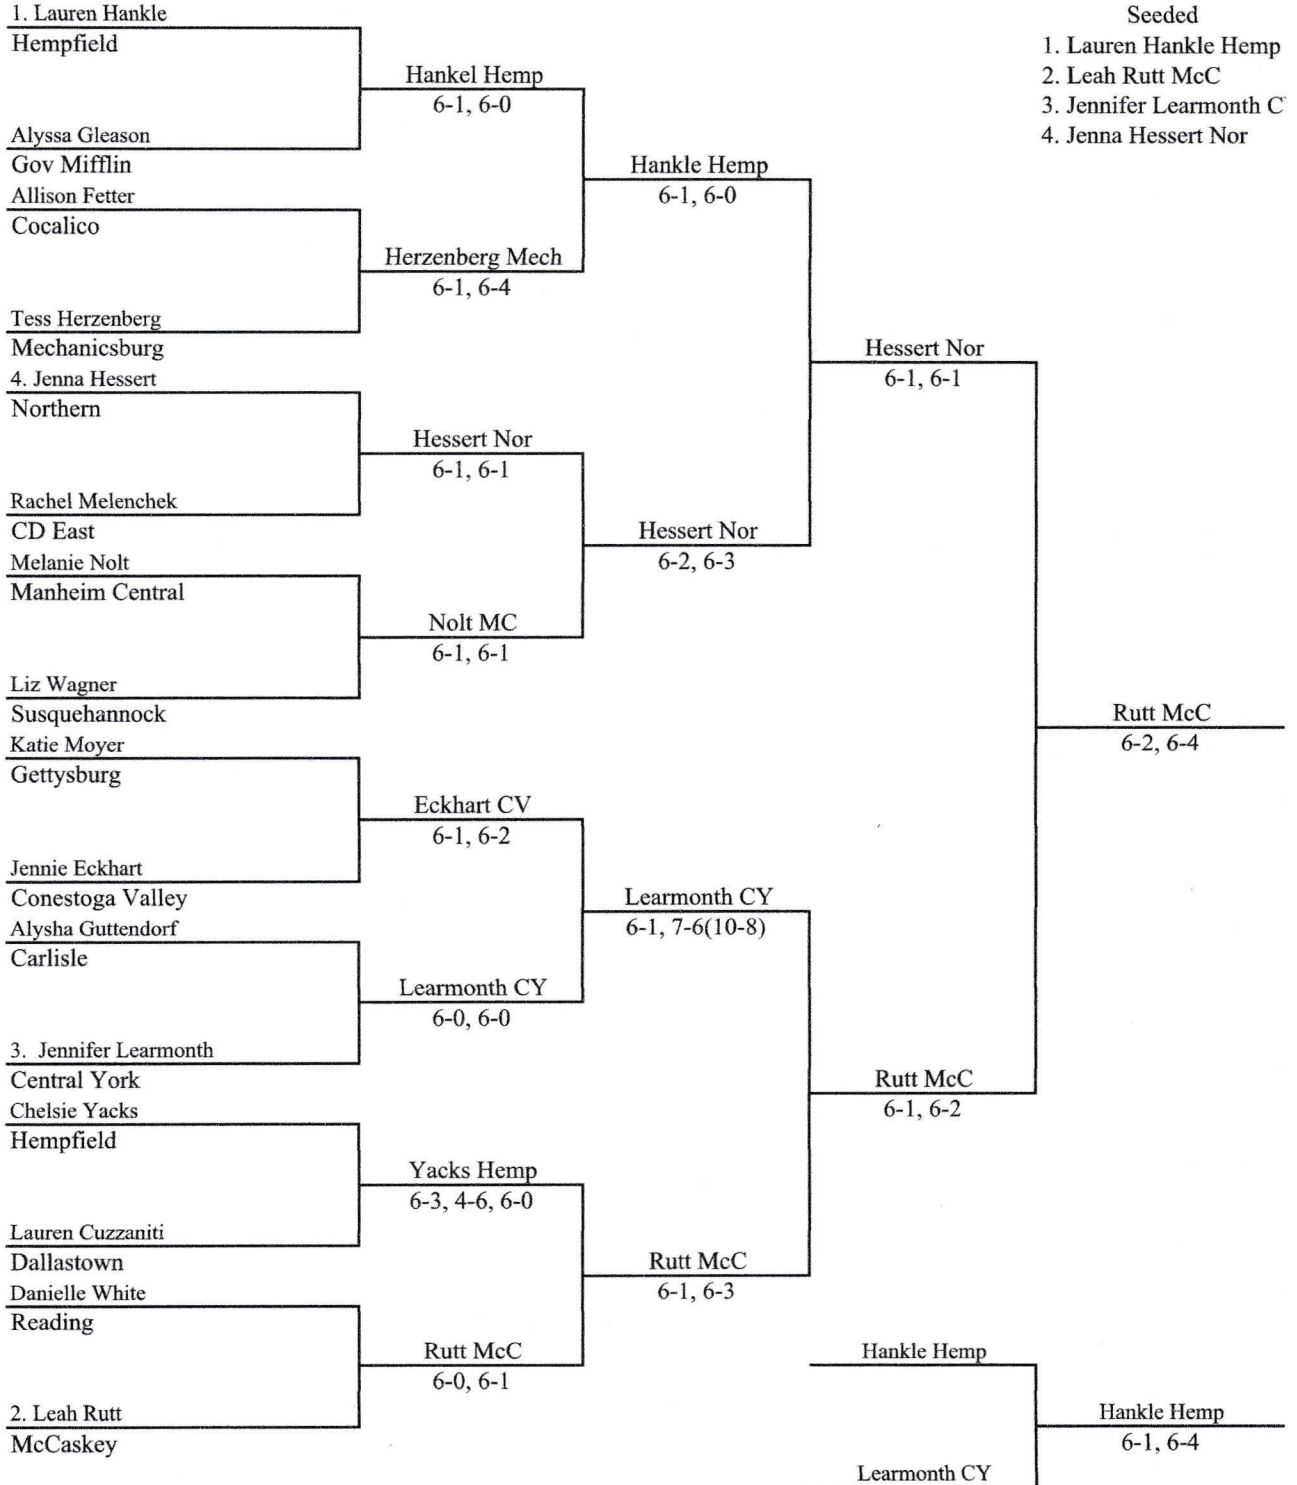 1. Lauren Hankle
Hempfield
Alyssa Gleason
Gov Mifflin
Allison Fetter
Cocalico
Tess Herzenberg
Mechanicsburg
4. Jenna Hessert
Northern
Rachel Melenchek
CD East
Melanie Nolt
Manheim Central
Liz Wagner
Susquehannock
Katie Moyer
Gettysburg
Jennie Eckhart
Conestoga Valley
Alysha Guttendorf
Carlisle
3. Jennifer Learmonth
Central York
Chelsie Yacks
Hempfield
Lauren Cuzzaniti
Dallastown
Danielle White
Reading
2. Leah Rutt
McCaskey
Hankel Hemp
6-1, 6-0
Herzenberg Mech
6-1, 6-4
Hessert Nor
6-1, 6-1
Nolt MC
6-1, 6-1
Eckhart CV
6-1, 6-2
Learmonth CY
6-0, 6-0
Yacks Hemp
6-3, 4-6, 6-0
Rutt McC
6-0, 6-1
Hankle Hemp
6-1, 6-0
Hessert Nor
6-2, 6-3
Learmonth CY
6-1, 7-6(10-8)
Rutt McC
6-1, 6-3
Hessert Nor
6-1, 6-1
Rutt McC
6-1, 6-2
Rutt McC
6-2, 6-4
Hankle Hemp
Learmonth CY
Hankle Hemp
6-1, 6-4
Seeded
1. Lauren Hankle Hemp
2. Leah Rutt McC
3. Jennifer Learmonth C
4. Jenna Hessert Nor